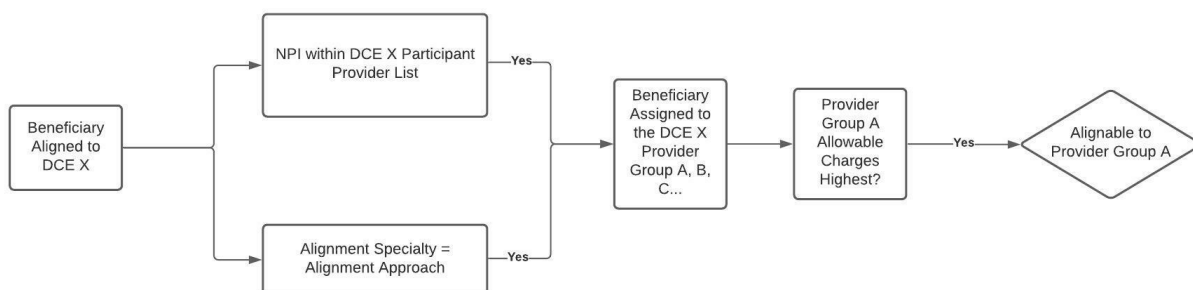 Beneficiary
Aligned to
DCE X
NPI within DCE X Participant
Provider List
Yes
Alignment Specialty =
Alignment Approach
Yes
Beneficiary
Assigned to
the DCE X
Provider
Group A, B,
C...
Provider
Group A
Allowable
Charges
Highest?
Yes
Alignable to
Provider Group A